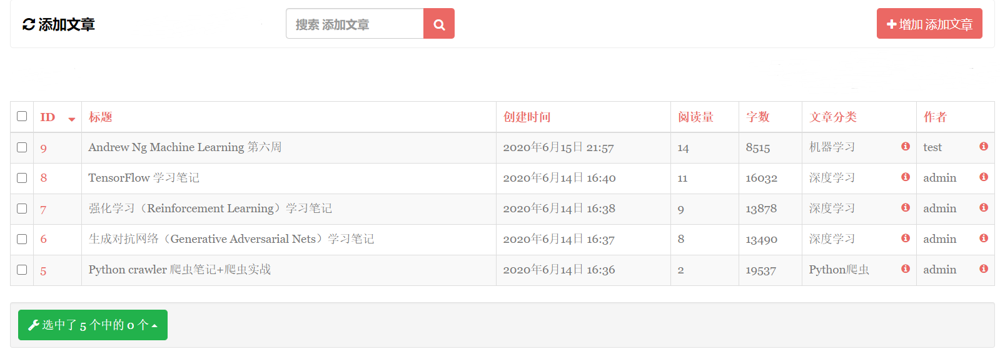 添加文章
搜索 添加文章
增加 添加文章
ID 标题 创建时间 阅读量 字数 文章分类 作者
9 Andrew Ng Machine Learning 第六周 2020年6月15日 21:57 14 8515 机器学习 test
8 TensorFlow 学习笔记 2020年6月14日 16:40 11 16032 深度学习 admin
7 强化学习（Reinforcement Learning）学习笔记 2020年6月14日 16:38 9 13878 深度学习 admin
6 生成对抗网络（Generative Adversarial Nets）学习笔记 2020年6月14日 16:37 8 13490 深度学习 admin
5 Python crawler 爬虫笔记+爬虫实战 2020年6月14日 16:36 2 19537 Python爬虫 admin
选中了 5 个中的 0 个